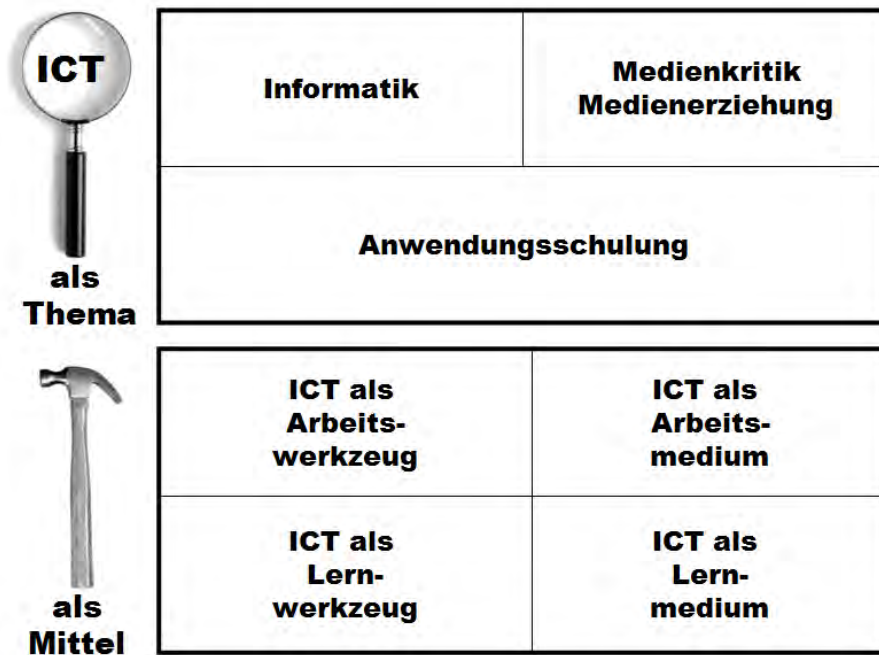 ICT
als
Thema
Informatik
Medienkritik
Medienerziehung
Anwendungsschulung
als
Mittel
ICT als
Arbeits-
werkzeug
ICT als
Arbeits-
medium
ICT als
Lern-
werkzeug
ICT als
Lern-
medium